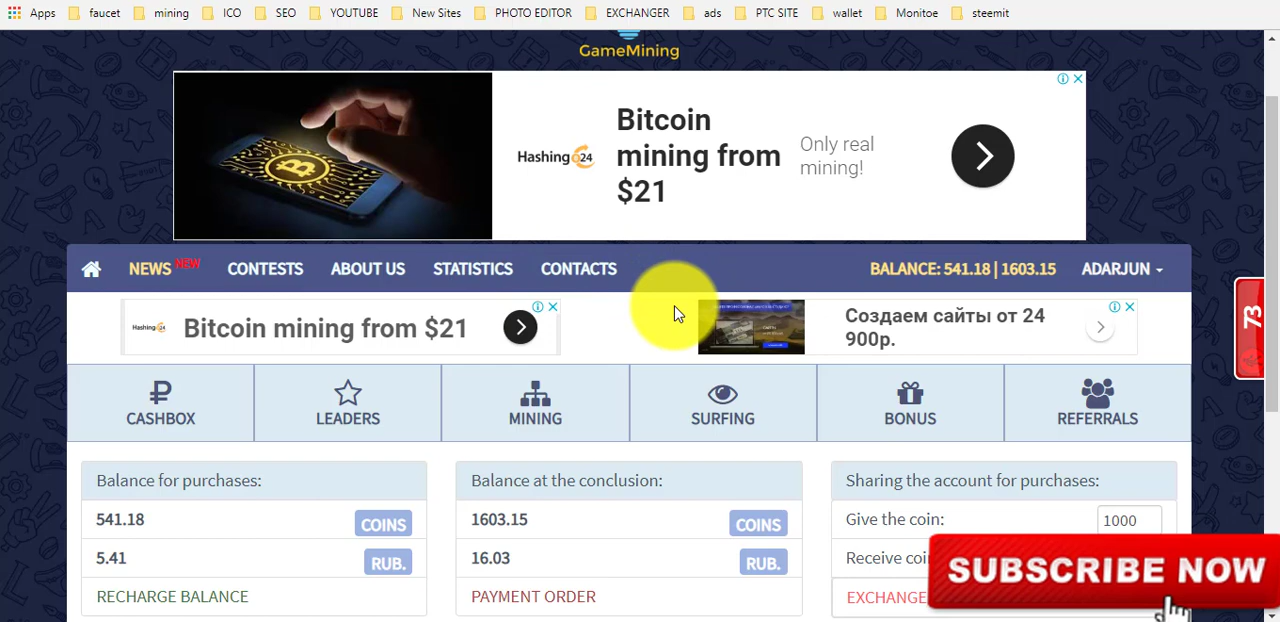 Apps faucet mining ICO SEO YOUTUBE New Sites PHOTO EDITOR EXCHANGER ads PTC SITE wallet Monitoe steemit
GameMining
Hashing24
Bitcoin
mining from
$21
Only real
mining!
NEWS NEW CONTESTS ABOUT US STATISTICS CONTACTS BALANCE: 541.18 | 1603.15 ADARJUN
Hashing24 Bitcoin mining from $21
Создаем сайты от 24
900р.
73
CASHBOX LEADERS MINING SURFING BONUS REFERRALS
Balance for purchases: Balance at the conclusion: Sharing the account for purchases:
541.18 COINS 1603.15 COINS Give the coin: 1000
5.41 RUB. 16.03 RUB. Receive coi
RECHARGE BALANCE PAYMENT ORDER EXCHANGE
SUBSCRIBE NOW